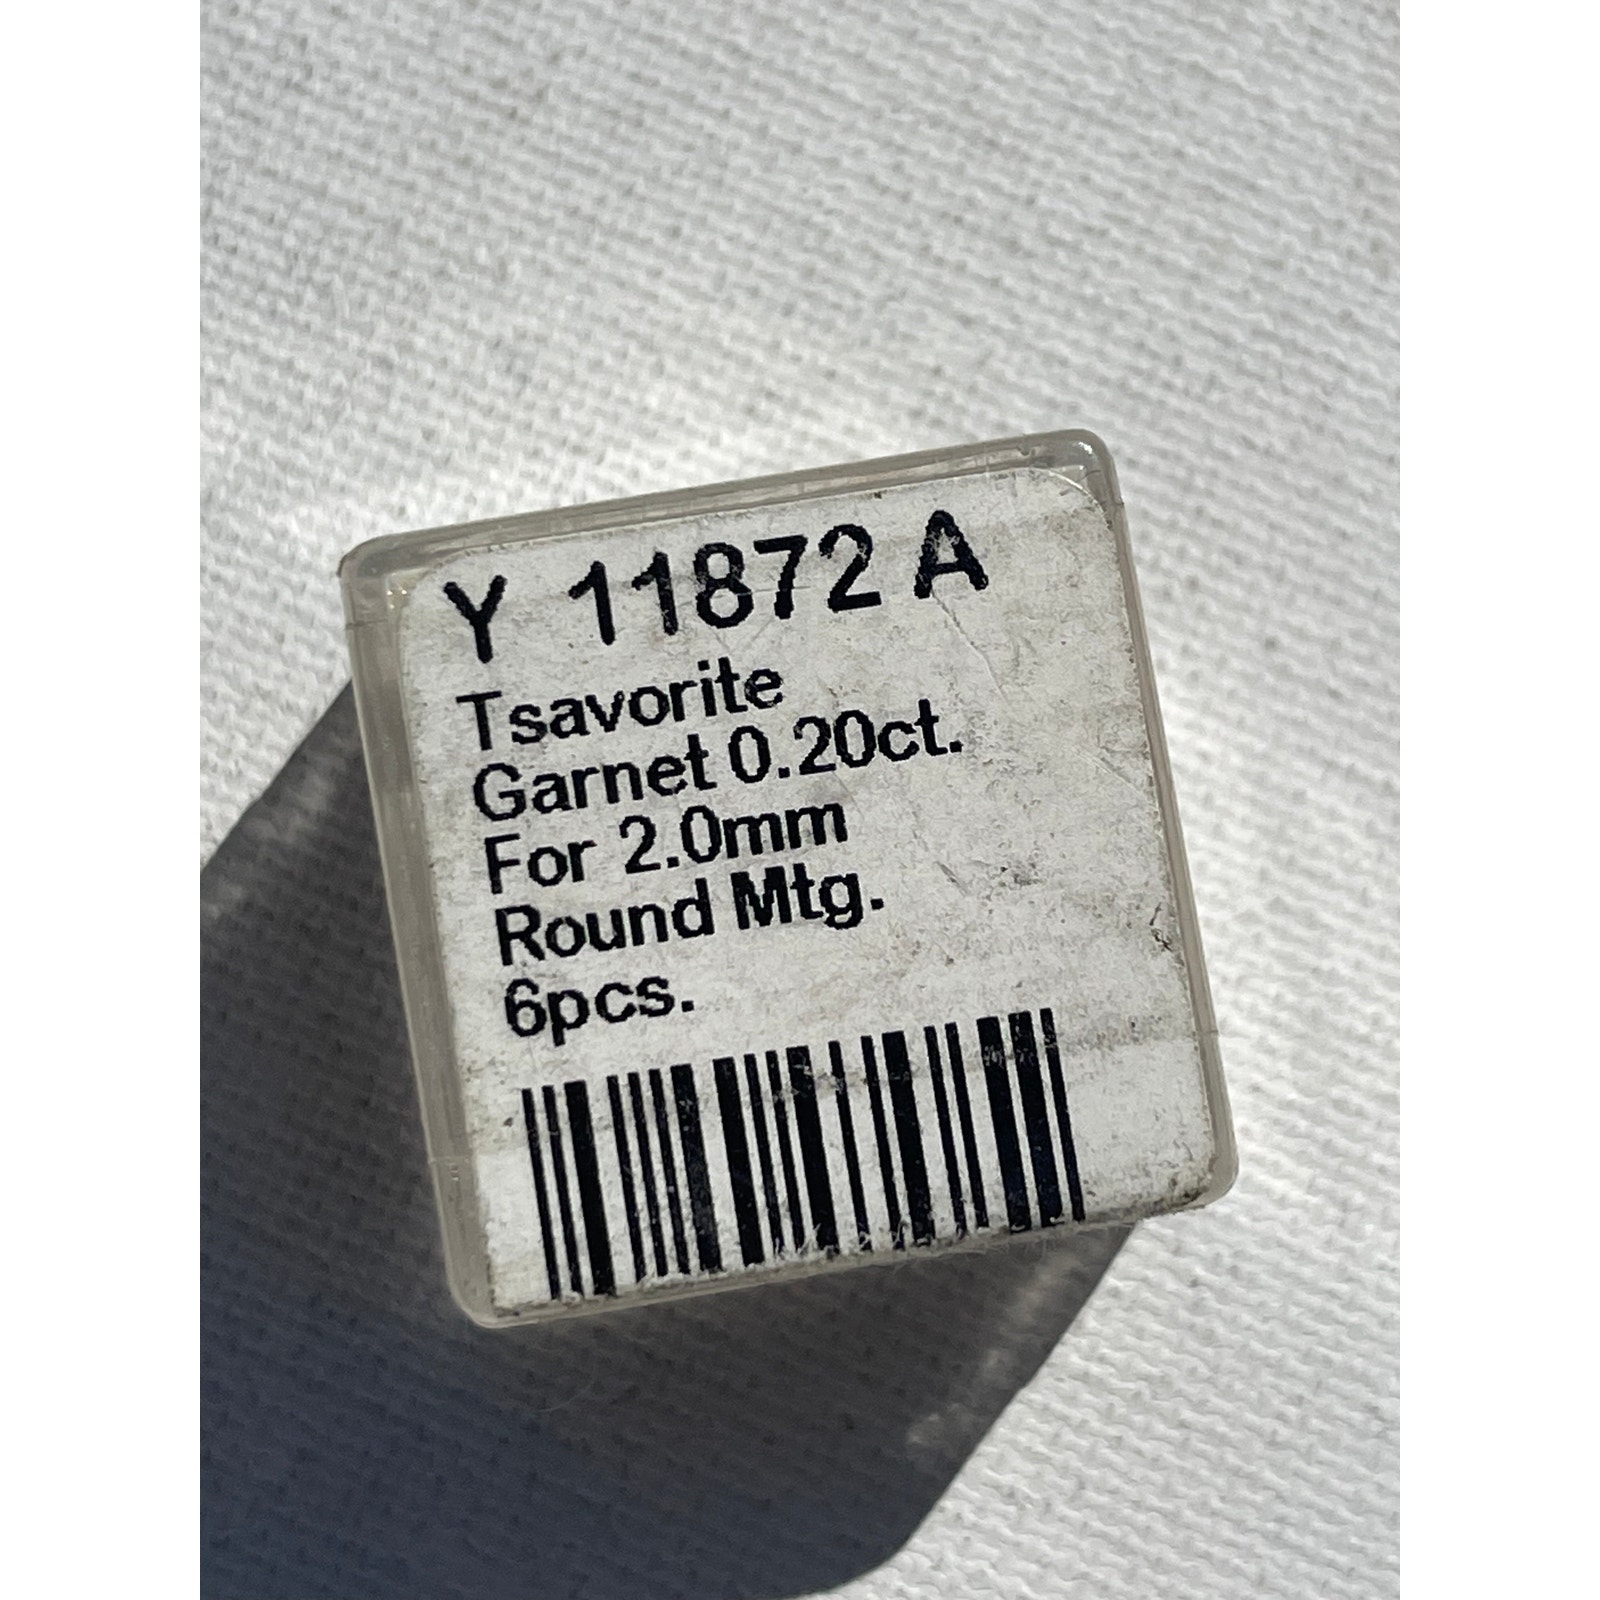 Y 11872 A
Tsavorite
Garnet 0.20ct.
For 2.0mm
Round Mtg.
6pcs.